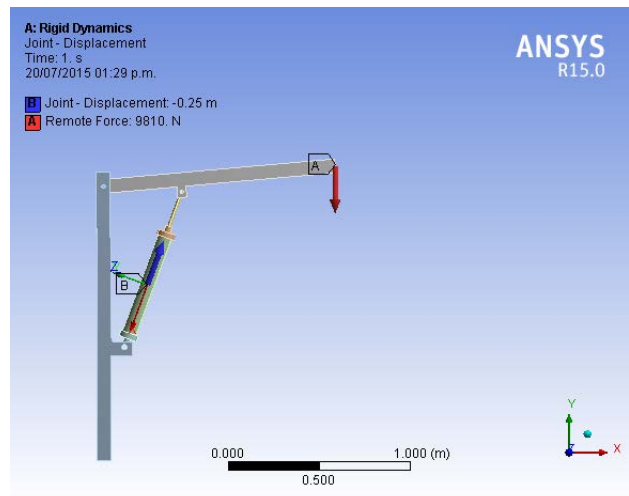 A: Rigid Dynamics
Joint - Displacement
Time: 1. s
20/07/2015 01:29 p.m.
ANSYS
R15.0
B Joint - Displacement: -0.25 m
A Remote Force: 9810. N
A
Z
B
Y
X
Z
0.000 1.000 (m)
0.500